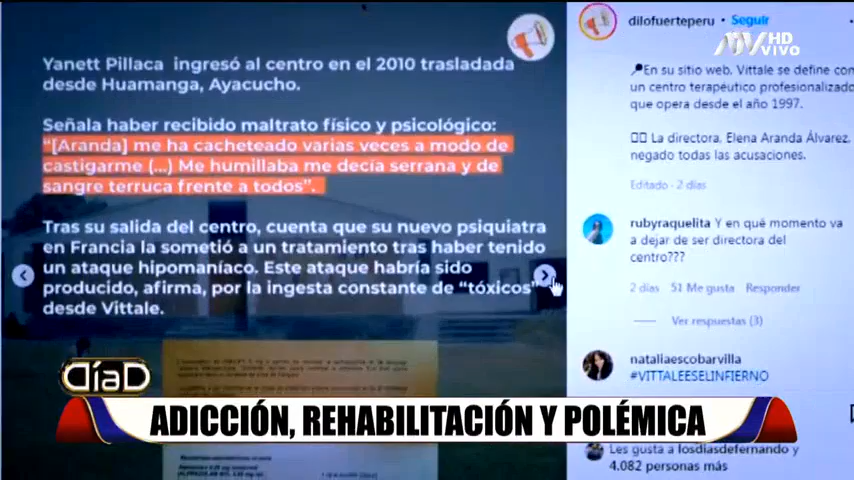 Yanett Pillaca ingresó al centro en el 2010 trasladada
desde Huamanga, Ayacucho.
Señala haber recibido maltrato físico y psicológico:
"[Aranda] me ha cacheteado varias veces a modo de
castigarme (...) Me humillaba me decía serrana y de
sangre terruca frente a todos".
Tras su salida del centro, cuenta que su nuevo psiquiatra
en Francia la sometió a un tratamiento tras haber tenido
un ataque hipomaníaco. Este ataque habría sido
producido, afirma, por la ingesta constante de "tóxicos"
desde Vittale.
dilofuerteperu • Seguir
ATV HD
VIVO
En su sitio web, Vittale se define com
un centro terapéutico profesionalizado
que opera desde el año 1997.
La directora, Elena Aranda Álvarez,
negado todas las acusaciones.
Editado · 2 días
rubyraquelita Y en qué momento va
a dejar de ser directora del
centro???
2 días 51 Me gusta Responder
Ver respuestas (3)
nataliaescobarvilla
#VITTALEESELINFIERNO
Les gusta a losdiasdefernando y
4.082 personas más
DíaD
ADICCIÓN, REHABILITACIÓN Y POLÉMICA